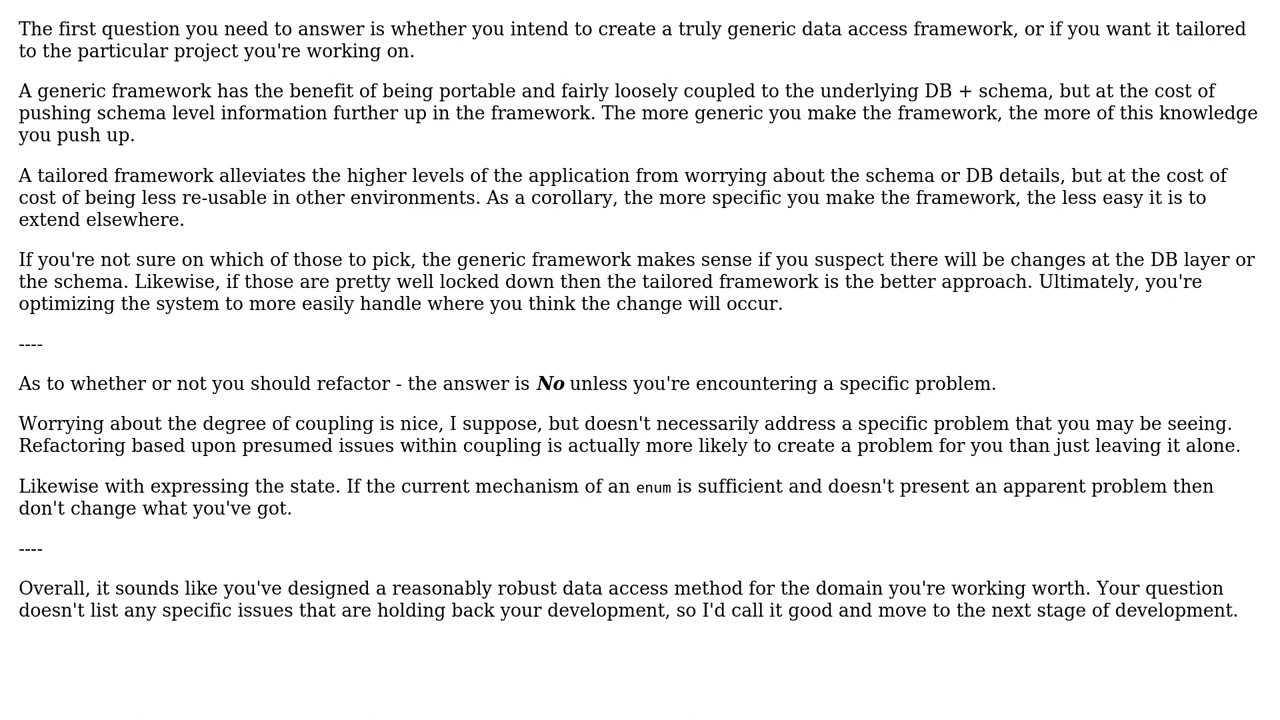 The first question you need to answer is whether you intend to create a truly generic data access framework, or if you want it tailored
to the particular project you're working on.
A generic framework has the benefit of being portable and fairly loosely coupled to the underlying DB + schema, but at the cost of
pushing schema level information further up in the framework. The more generic you make the framework, the more of this knowledge
you push up.
A tailored framework alleviates the higher levels of the application from worrying about the schema or DB details, but at the cost of
cost of being less re-usable in other environments. As a corollary, the more specific you make the framework, the less easy it is to
extend elsewhere.
If you're not sure on which of those to pick, the generic framework makes sense if you suspect there will be changes at the DB layer or
the schema. Likewise, if those are pretty well locked down then the tailored framework is the better approach. Ultimately, you're
optimizing the system to more easily handle where you think the change will occur.
----
As to whether or not you should refactor - the answer is No unless you're encountering a specific problem.
Worrying about the degree of coupling is nice, I suppose, but doesn't necessarily address a specific problem that you may be seeing.
Refactoring based upon presumed issues within coupling is actually more likely to create a problem for you than just leaving it alone.
Likewise with expressing the state. If the current mechanism of an enum is sufficient and doesn't present an apparent problem then
don't change what you've got.
----
Overall, it sounds like you've designed a reasonably robust data access method for the domain you're working worth. Your question
doesn't list any specific issues that are holding back your development, so I'd call it good and move to the next stage of development.